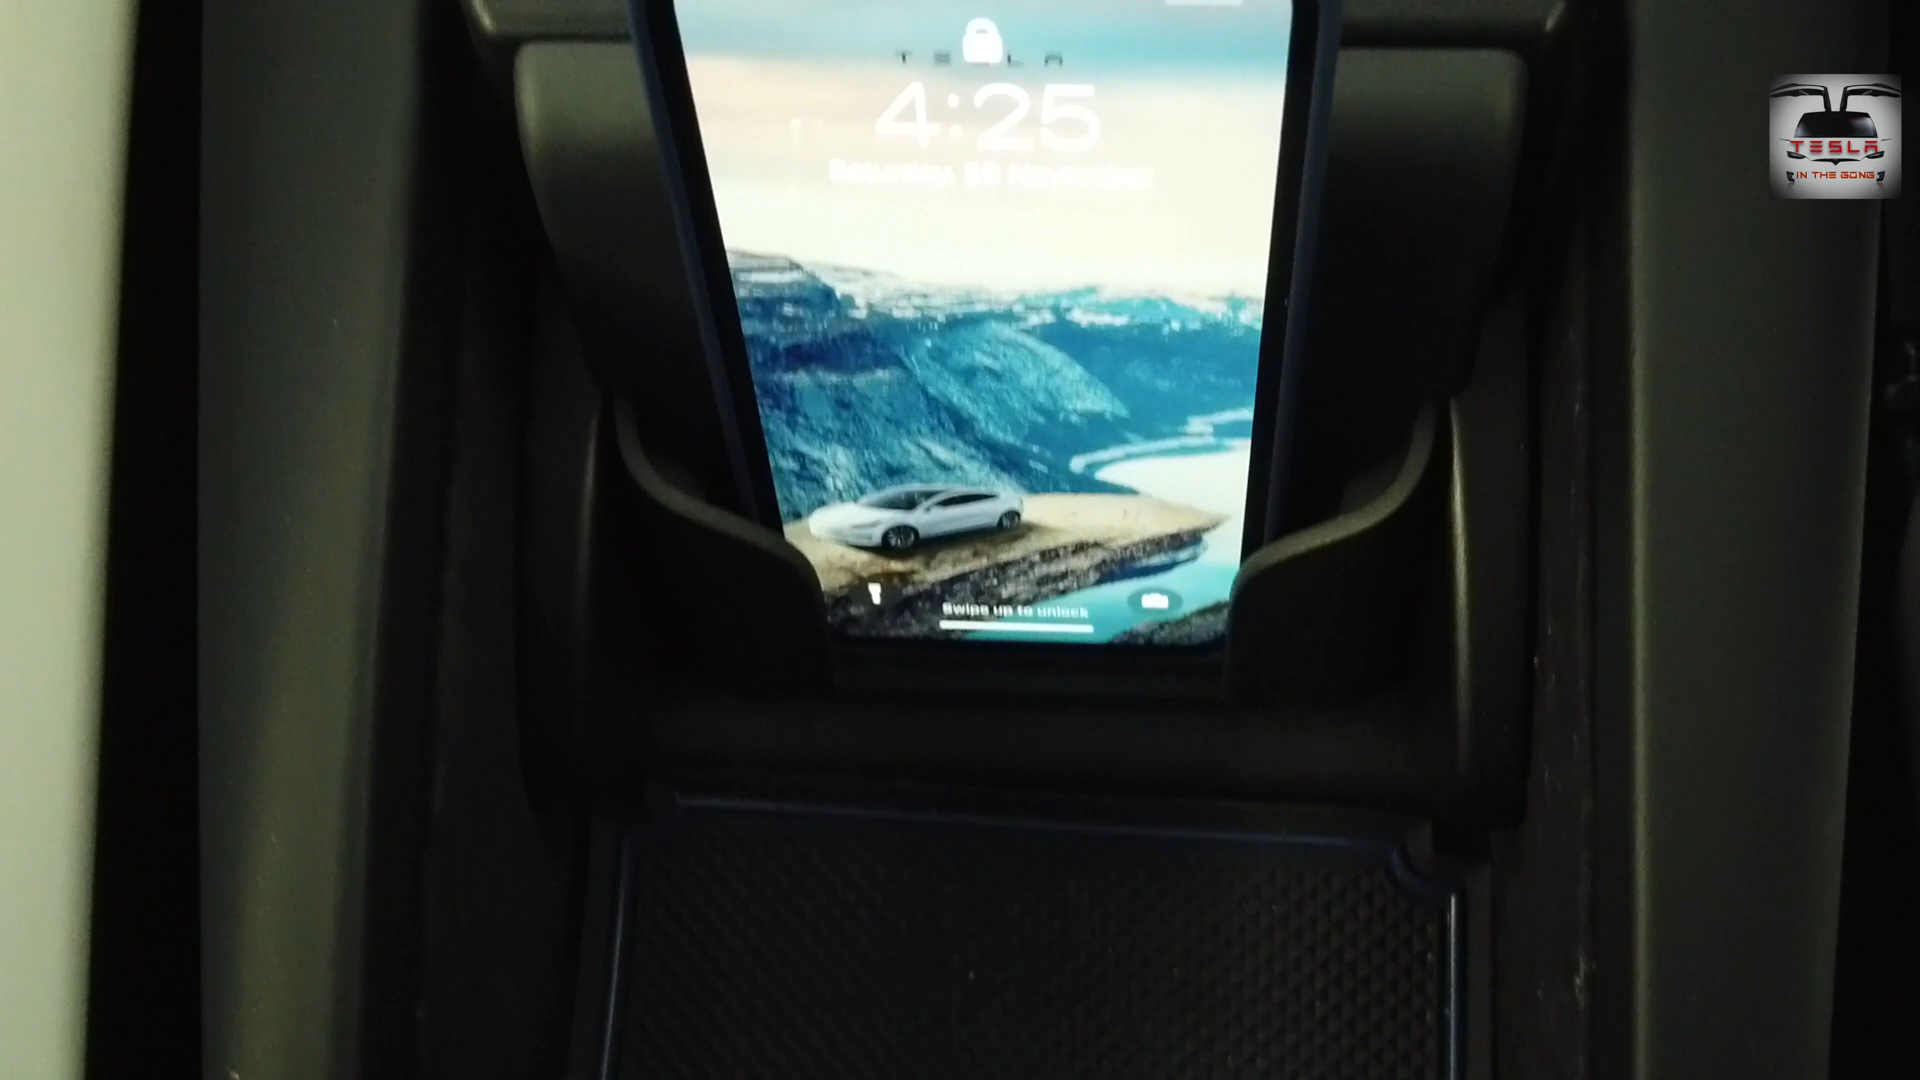 TESLA
4:25
Saturday, 28 November
Swipe up to unlock
TESLA
IN THE GONG